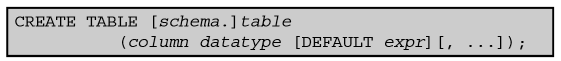 CREATE TABLE [schema.]table
(column datatype [DEFAULT expr][, ...]);